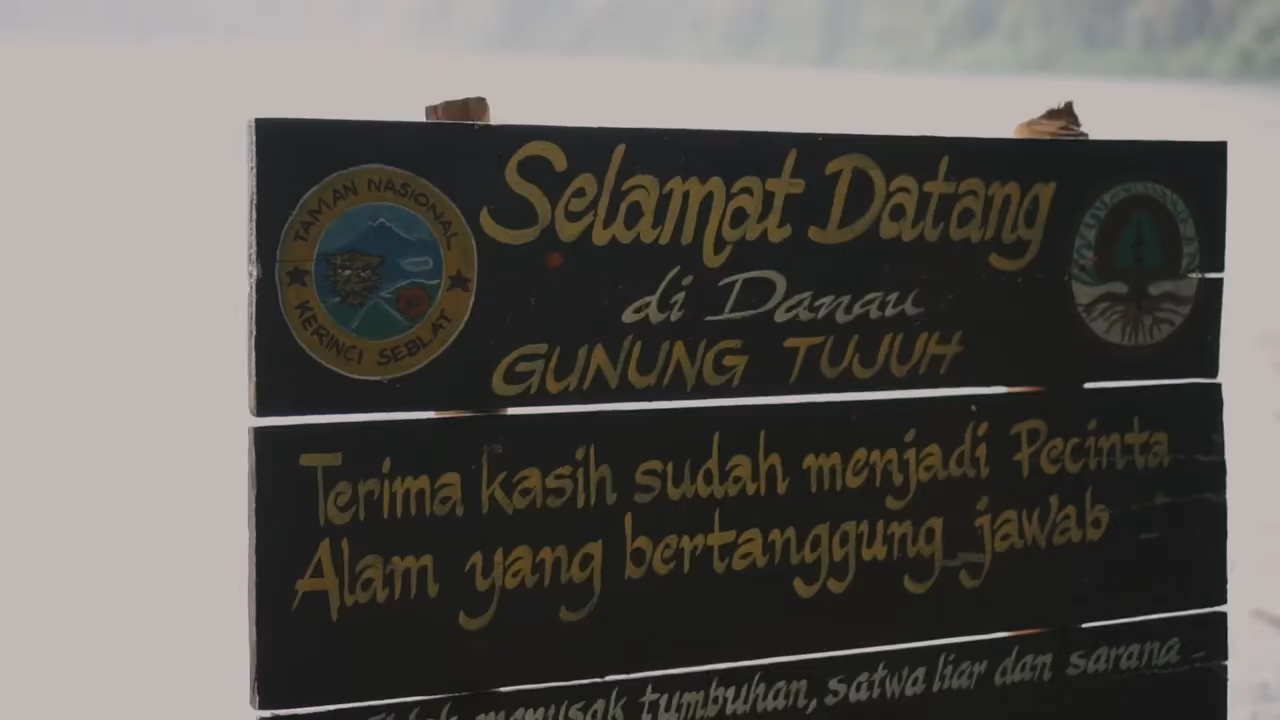 TAMAN NASIONAL
KERINCI SEBLAT
Selamat Datang
di Danau
GUNUNG TUJUH
Terima kasih sudah menjadi Pecinta
Alam yang bertanggung jawab
merusak tumbuhan, satwa liar dan sarana